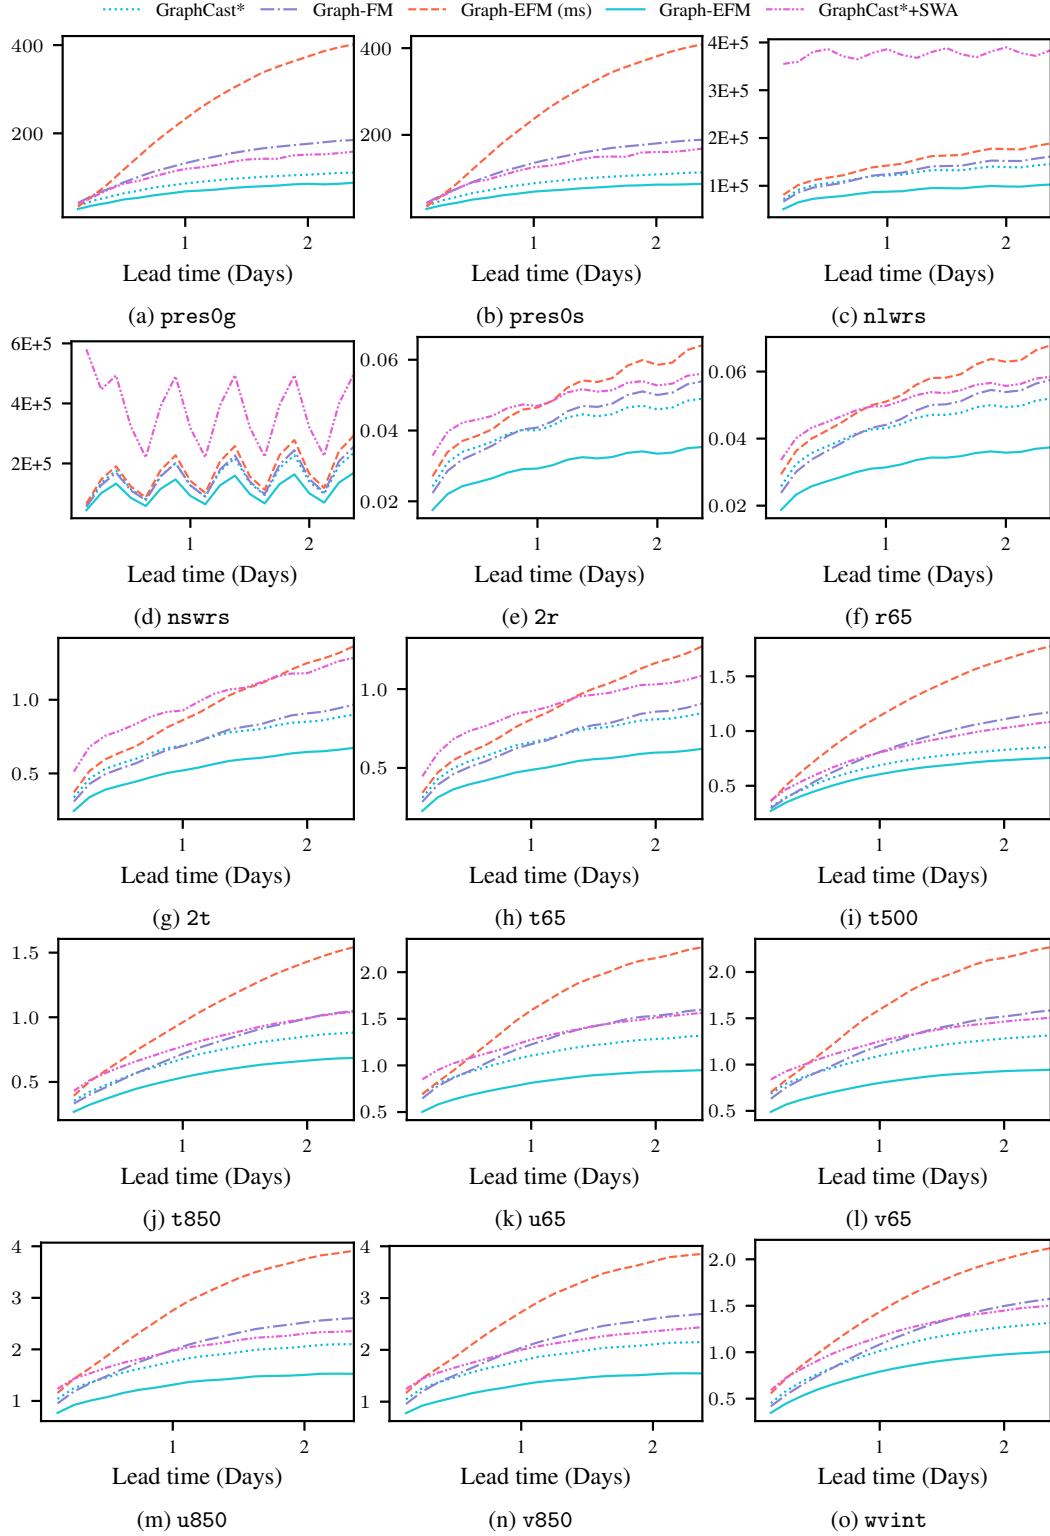 GraphCast* Graph-FM Graph-EFM (ms) Graph-EFM GraphCast*+SWA
400
200
1 2
Lead time (Days)
(a) pres0g
400
200
1 2
Lead time (Days)
(b) pres0s
4E+5
3E+5
2E+5
1E+5
1 2
Lead time (Days)
(c) nlwrs
6E+5
4E+5
2E+5
1 2
Lead time (Days)
(d) nswrs
0.06
0.04
0.02
1 2
Lead time (Days)
(e) 2r
0.06
0.04
0.02
1 2
Lead time (Days)
(f) r65
1.0
0.5
1 2
Lead time (Days)
(g) 2t
1.0
0.5
1 2
Lead time (Days)
(h) t65
1.5
1.0
0.5
1 2
Lead time (Days)
(i) t500
1.5
1.0
0.5
1 2
Lead time (Days)
(j) t850
2.0
1.5
1.0
0.5
1 2
Lead time (Days)
(k) u65
2.0
1.5
1.0
0.5
1 2
Lead time (Days)
(l) v65
4
3
2
1
1 2
Lead time (Days)
(m) u850
4
3
2
1
1 2
Lead time (Days)
(n) v850
2.0
1.5
1.0
0.5
1 2
Lead time (Days)
(o) wvint